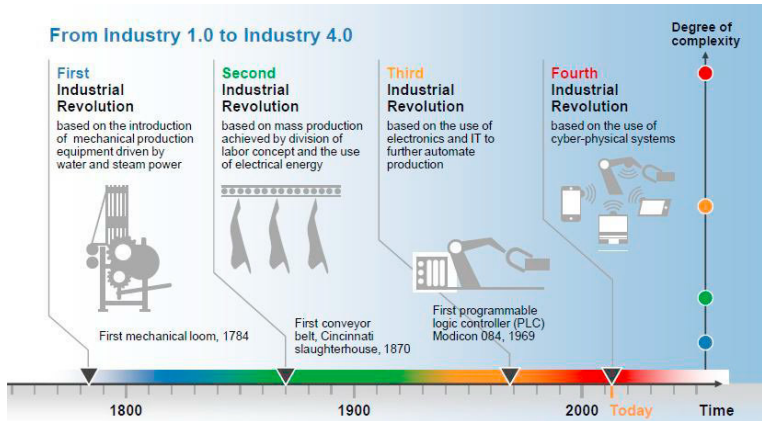 From Industry 1.0 to Industry 4.0
Degree of
complexity
First
Industrial
Revolution
based on the introduction
of mechanical production
equipment driven by
water and steam power
Second
Industrial
Revolution
based on mass production
achieved by division of
labor concept and the use
of electrical energy
Third
Industrial
Revolution
based on the use of
electronics and IT to
further automate
production
Fourth
Industrial
Revolution
based on the use of
cyber-physical systems
First mechanical loom, 1784
First conveyor
belt, Cincinnati
slaughterhouse, 1870
First programmable
logic controller (PLC)
Modicon 084, 1969
1800
1900
2000
Today
Time